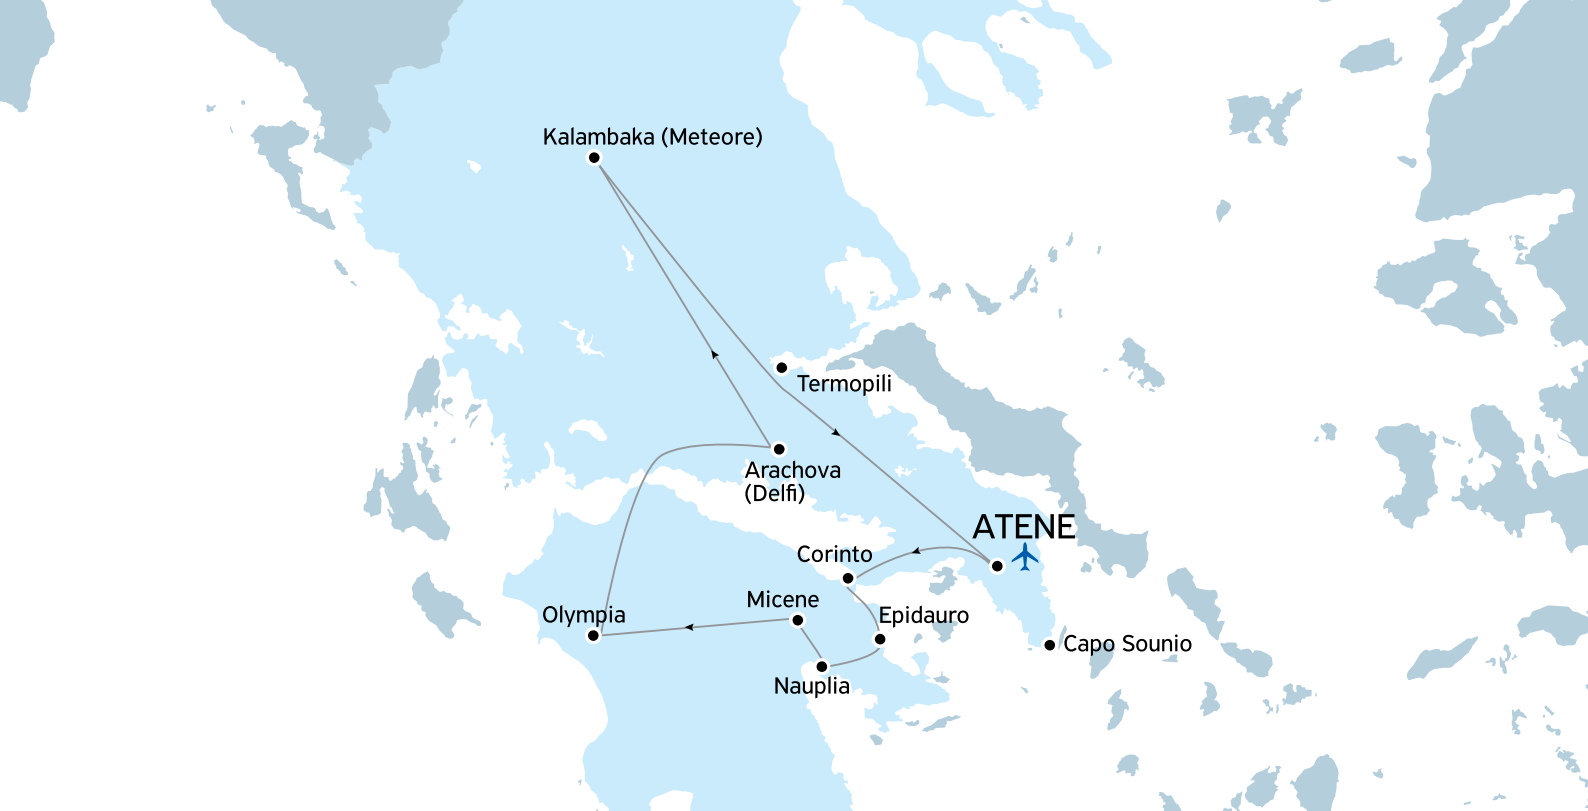 Kalambaka (Meteore)
Termopili
Arachova
(Delfi)
ATENE
Corinto
Micene
Olympia
Epidauro
Capo Sounio
Nauplia